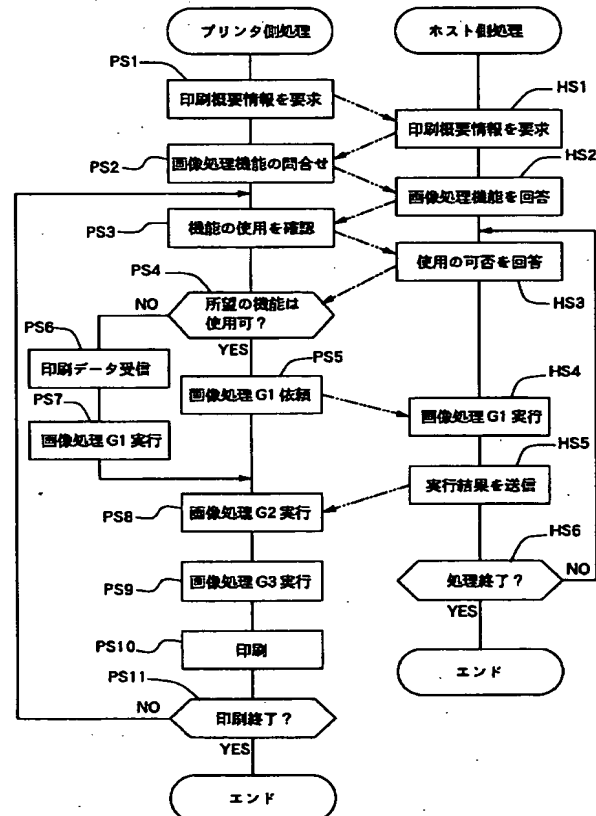 プリンタ側処理
ホスト側処理
PS1
印刷概要情報を要求
HS1
印刷概要情報を要求
PS2
画像処理機能の問合せ
HS2
画像処理機能を回答
PS3
機能の使用を確認
使用の可否を回答
HS3
PS4
所望の機能は
使用可?
NO
YES
PS6
印刷データ受信
PS5
画像処理 G1 依頼
PS7
画像処理 G1 実行
HS4
画像処理 G1 実行
HS5
実行結果を送信
PS8
画像処理 G2 実行
HS6
処理終了?
NO
YES
PS9
画像処理 G3 実行
PS10
印刷
エンド
PS11
印刷終了?
NO
YES
エンド